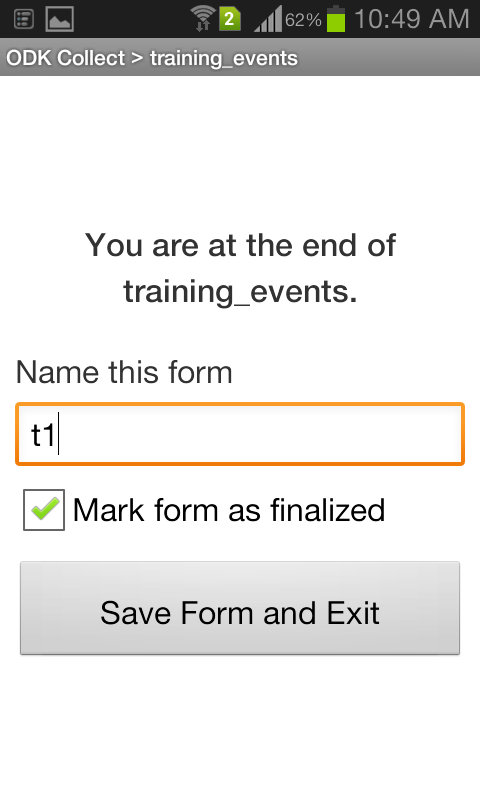 2 62% 10:49 AM
ODK Collect > training_events
You are at the end of
training_events.
Name this form
t1
Mark form as finalized
Save Form and Exit